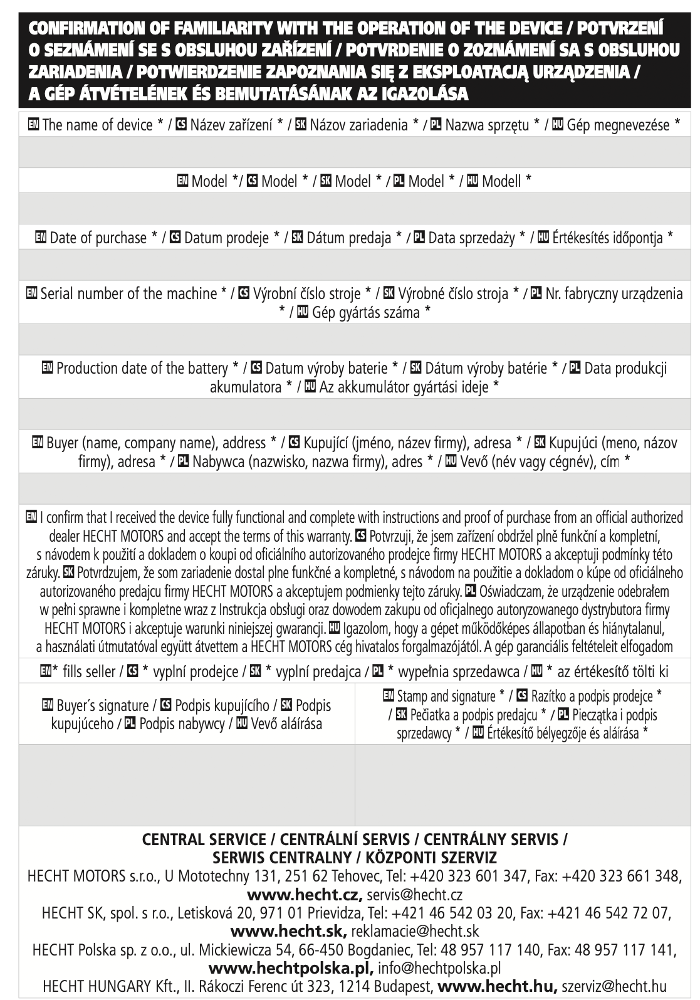 CONFIRMATION OF FAMILIARITY WITH THE OPERATION OF THE DEVICE / POTVRZENÍ
O SEZNÁMENÍ SE S OBSLUHOU ZAŘÍZENÍ / POTVRDENIE O ZOZNÁMENÍ SA S OBSLUHOU
ZARIADENIA / POTWIERDZENIE ZAPOZNANIA SIĘ Z EKSPLOATACJĄ URZĄDZENIA /
A GÉP ÁTVÉTELÉNEK ÉS BEMUTATÁSÁNAK AZ IGAZOLÁSA
EN The name of device * / CS Název zařízení * / SK Názov zariadenia * / PL Nazwa sprzętu * / HU Gép megnevezése *
EN Model */ CS Model * / SK Model * / PL Model * / HU Modell *
EN Date of purchase * / CS Datum prodeje * / SK Dátum predaja * / PL Data sprzedaży * / HU Értékesítés időpontja *
EN Serial number of the machine * / CS Výrobní číslo stroje * / SK Výrobné číslo stroja * / PL Nr. fabryczny urządzenia
* / HU Gép gyártás száma *
EN Production date of the battery * / CS Datum výroby baterie * / SK Dátum výroby batérie * / PL Data produkcji
akumulatora * / HU Az akkumulátor gyártási ideje *
EN Buyer (name, company name), address * / CS Kupující (jméno, název firmy), adresa * / SK Kupujúci (meno, názov
firmy), adresa * / PL Nabywca (nazwisko, nazwa firmy), adres * / HU Vevő (név vagy cégnév), cím *
EN I confirm that I received the device fully functional and complete with instructions and proof of purchase from an official authorized
dealer HECHT MOTORS and accept the terms of this warranty. CS Potvrzuji, že jsem zařízení obdržel plně funkční a kompletní,
s návodem k použití a dokladem o koupi od oficiálního autorizovaného prodejce firmy HECHT MOTORS a akceptuji podmínky této
záruky. SK Potvrdzujem, že som zariadenie dostal plne funkčné a kompletné, s návodom na použitie a dokladom o kúpe od oficiálneho
autorizovaného predajcu firmy HECHT MOTORS a akceptujem podmienky tejto záruky. PL Oświadczam, że urządzenie odebrałem
w pełni sprawne i kompletne wraz z Instrukcja obsługi oraz dowodem zakupu od oficjalnego autoryzowanego dystrybutora firmy
HECHT MOTORS i akceptuje warunki niniejszej gwarancji. HU Igazolom, hogy a gépet működőképes állapotban és hiánytalanul,
a használati útmutatóval együtt átvettem a HECHT MOTORS cég hivatalos forgalmazójától. A gép garanciális feltételeit elfogadom
EN* fills seller / CS * vyplní prodejce / SK * vyplní predajca / PL * wypełnia sprzedawca / HU * az értékesítő tölti ki
EN Buyer´s signature / CS Podpis kupujícího / SK Podpis
kupujúceho / PL Podpis nabywcy / HU Vevő aláírása
EN Stamp and signature * / CS Razítko a podpis prodejce *
/ SK Pečiatka a podpis predajcu * / PL Pieczątka i podpis
sprzedawcy * / HU Értékesítő bélyegzője és aláírása *
CENTRAL SERVICE / CENTRÁLNÍ SERVIS / CENTRÁLNY SERVIS /
SERWIS CENTRALNY / KÖZPONTI SZERVIZ
HECHT MOTORS s.r.o., U Mototechny 131, 251 62 Tehovec, Tel: +420 323 601 347, Fax: +420 323 661 348,
www.hecht.cz, servis@hecht.cz
HECHT SK, spol. s r.o., Letisková 20, 971 01 Prievidza, Tel: +421 46 542 03 20, Fax: +421 46 542 72 07,
www.hecht.sk, reklamacie@hecht.sk
HECHT Polska sp. z o.o., ul. Mickiewicza 54, 66-450 Bogdaniec, Tel: 48 957 117 140, Fax: 48 957 117 141,
www.hechtpolska.pl, info@hechtpolska.pl
HECHT HUNGARY Kft., II. Rákoczi Ferenc út 323, 1214 Budapest, www.hecht.hu, szerviz@hecht.hu